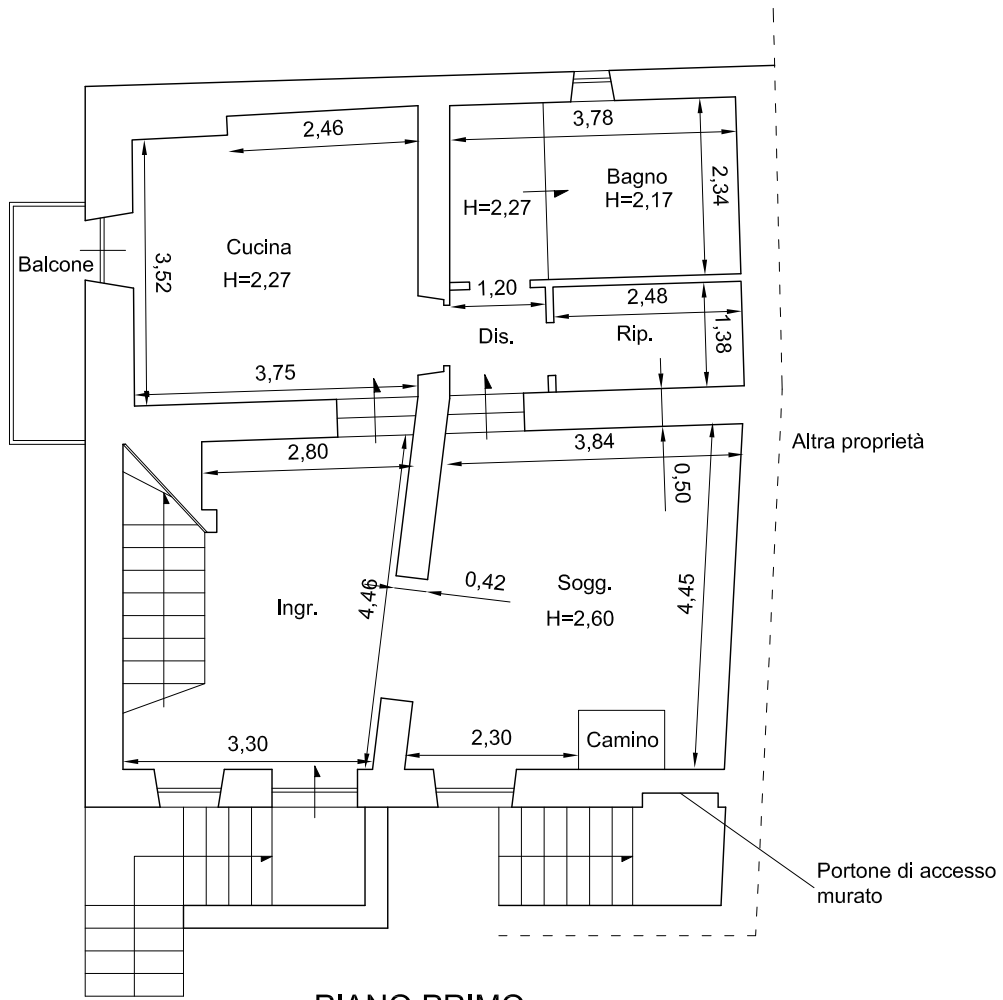 2,46
3,78
Bagno
H=2,17
2,34
H=2,27
Balcone
Cucina
H=2,27
3,52
1,20
2,48
Dis.
Rip.
1,38
3,75
2,80
3,84
0,50
Altra proprietà
4,46
0,42
Sogg.
H=2,60
4,45
Ingr.
3,30
2,30
Camino
Portone di accesso
murato
PIANO PRIMO